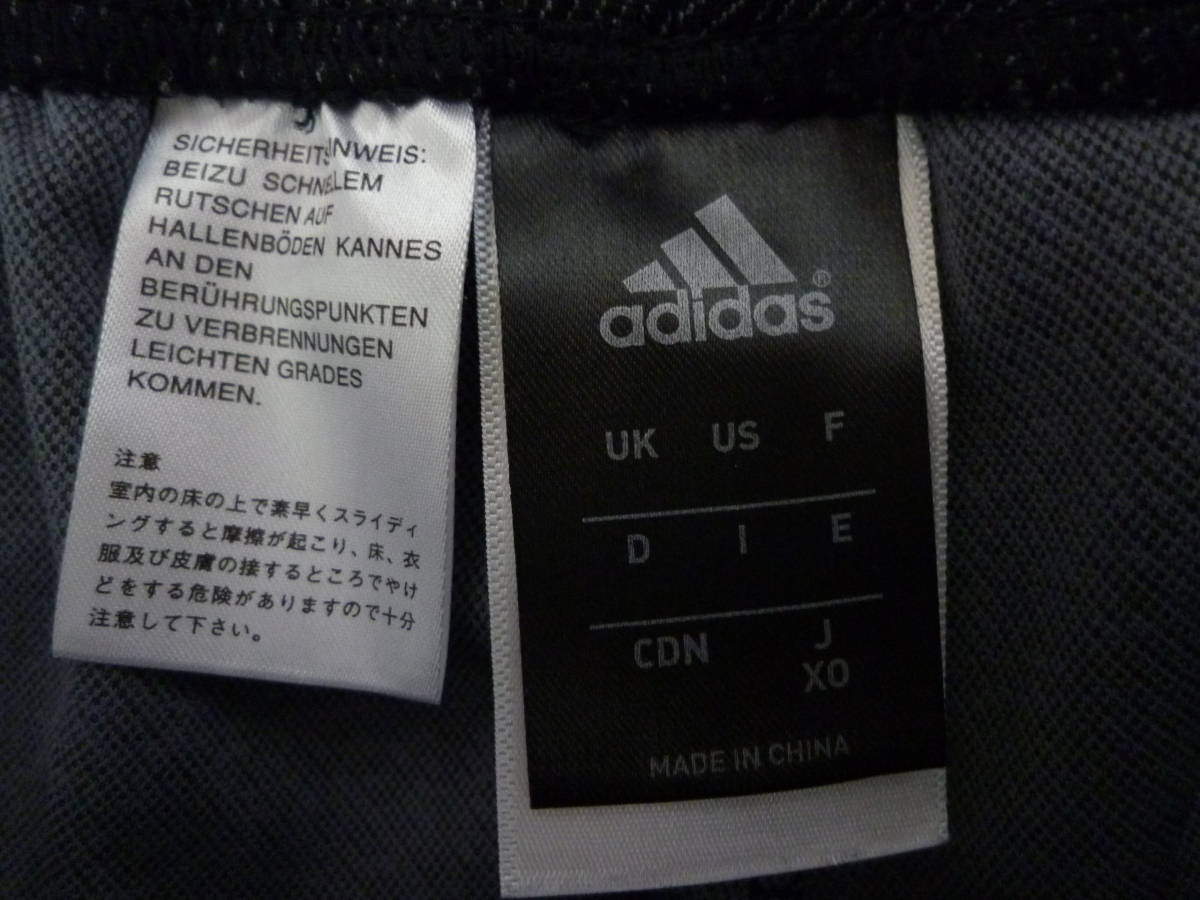 SICHERHEITSINWEIS:
BEIZU SCHNELLEM
RUTSCHEN AUF
HALLENBÖDEN KANNES
AN DEN
BERÜHRUNGSPUNKTEN
ZU VERBRENNUNGEN
LEICHTEN GRADES
KOMMEN.
注意
室内の床の上で素早くスライディ
ングすると摩擦が起こり、床、衣
服及び皮膚の接するところでやけ
どをする危険がありますので十分
注意して下さい。
adidas®
UK US F
D I E
CDN J
XO
MADE IN CHINA